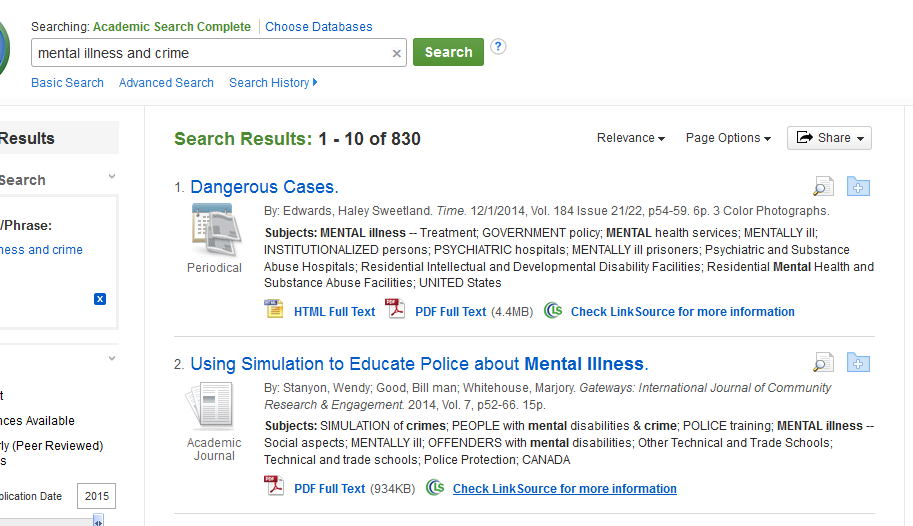 Searching: Academic Search Complete Choose Databases
mental illness and crime × Search ?
Basic Search Advanced Search Search History
Results
Search
/Phrase:
ness and crime
x
nces Available
rly (Peer Reviewed)
s
blication Date 2015
Search Results: 1 - 10 of 830 Relevance Page Options Share
1. Dangerous Cases.
Periodical
By: Edwards, Haley Sweetland. Time. 12/1/2014, Vol. 184 Issue 21/22, p54-59. 6p. 3 Color Photographs.
Subjects: MENTAL illness -- Treatment; GOVERNMENT policy; MENTAL health services; MENTALLY ill;
INSTITUTIONALIZED persons; PSYCHIATRIC hospitals; MENTALLY ill prisoners; Psychiatric and Substance
Abuse Hospitals; Residential Intellectual and Developmental Disability Facilities; Residential Mental Health and
Substance Abuse Facilities; UNITED States
HTML Full Text PDF PDF Full Text (4.4MB) LS Check LinkSource for more information
2. Using Simulation to Educate Police about Mental Illness.
Academic
Journal
By: Stanyon, Wendy; Good, Bill man; Whitehouse, Marjory. Gateways: International Journal of Community
Research & Engagement. 2014, Vol. 7, p52-66. 15p.
Subjects: SIMULATION of crimes; PEOPLE with mental disabilities & crime; POLICE training; MENTAL illness --
Social aspects; MENTALLY ill; OFFENDERS with mental disabilities; Other Technical and Trade Schools;
Technical and trade schools; Police Protection; CANADA
PDF PDF Full Text (934KB) LS Check LinkSource for more information